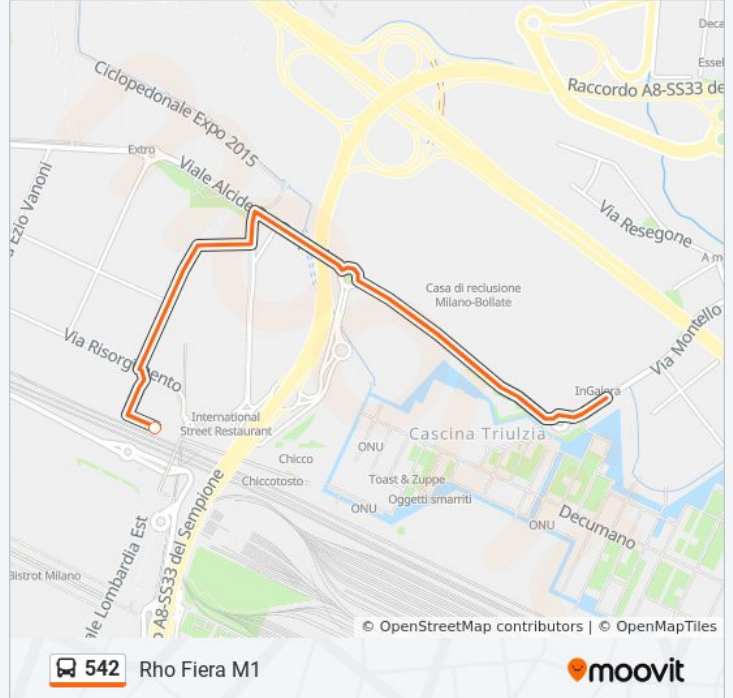 Deca
Essel
Raccordo A8-SS33 de
Ciclopedonale Expo 2015
Extro
Viale Alcide
Ezio Vanoni
Via Resegone
A m
Casa di reclusione
Milano-Bollate
Via Montello
Via Risorgimento
InGalera
International
Street Restaurant
Cascina Triulzia
ONU
Chicco
Chiccotosto
Toast & Zuppe
Oggetti smarriti
ONU
ONU
Decumano
Bistrot Milano
ale Lombardia Est
o A8-SS33 del Sempione
© OpenStreetMap contributors | © OpenMapTiles
542 Rho Fiera M1
moovit